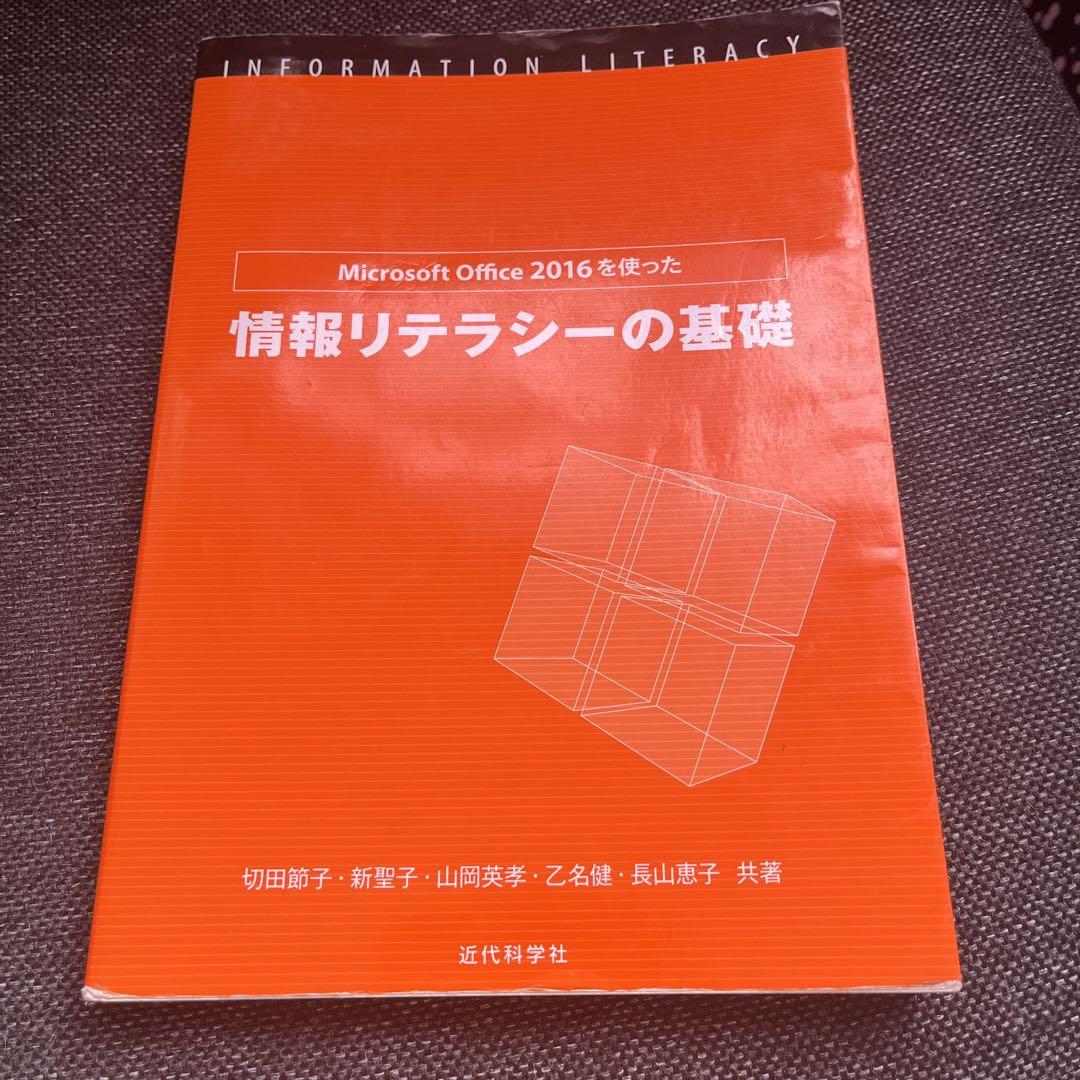 INFORMATION LITERACY
Microsoft Office 2016を使った
情報リテラシーの基礎
切田節子・新聖子・山岡英孝・乙名健・長山恵子 共著
近代科学社